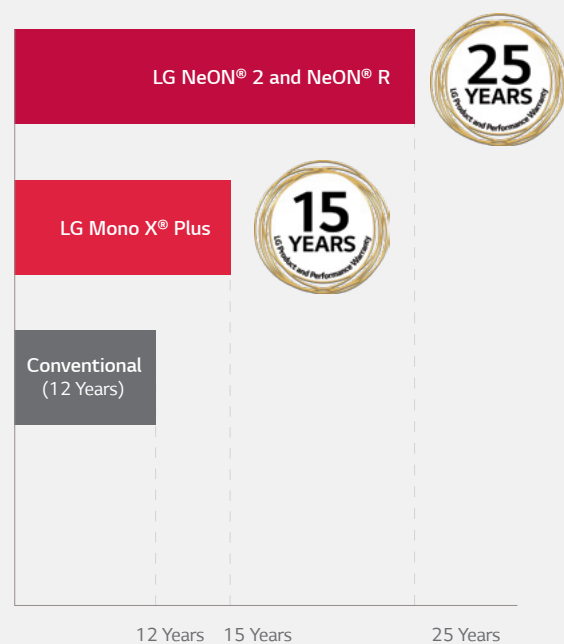 LG NeON® 2 and NeON® R
25
YEARS
LG Product and Performance Warranty
LG Mono X® Plus
15
YEARS
LG Product and Performance Warranty
Conventional
(12 Years)
12 Years 15 Years 25 Years